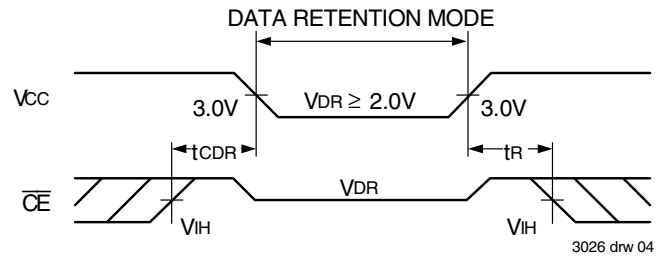 DATA RETENTION MODE
VCC
3.0V
VDR ≥ 2.0V
3.0V
tCDR
tR
CE
VDR
VIH
VIH
3026 drw 04